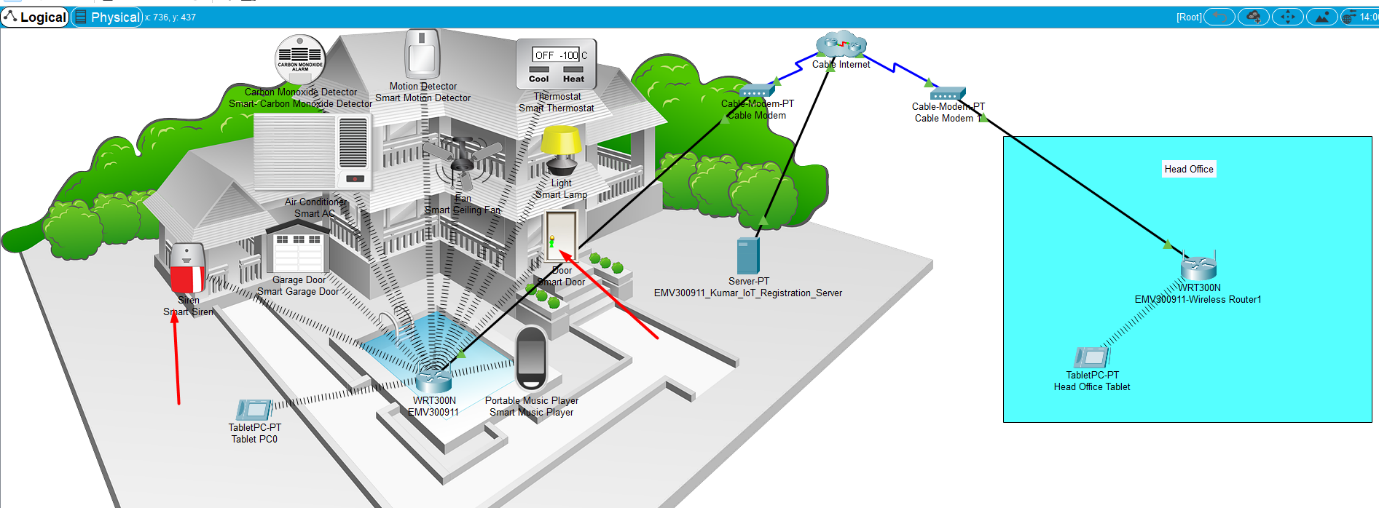 Logical
Physical
x: 736, y: 437
[Root]
14:00
CARBON MONOXIDE
ALARM
Carbon Monoxide Detector
Smart- Carbon Monoxide Detector
Motion Detector
Smart Motion Detector
OFF -100 C
Cool Heat
Thermostat
Smart Thermostat
Cable Internet
Cable-Modem-PT
Cable Modem
Cable-Modem-PT
Cable Modem
Head Office
Air Conditioner
Smart AC
Fan
Smart Ceiling Fan
Light
Smart Lamp
Garage Door
Smart Garage Door
Door
Smart Door
Siren
Smart Siren
Server-PT
EMV300911_Kumar_IoT_Registration_Server
WRT300N
EMV300911-Wireless Router1
TabletPC-PT
Head Office Tablet
WRT300N
EMV300911
Portable Music Player
Smart Music Player
TabletPC-PT
Tablet PC0